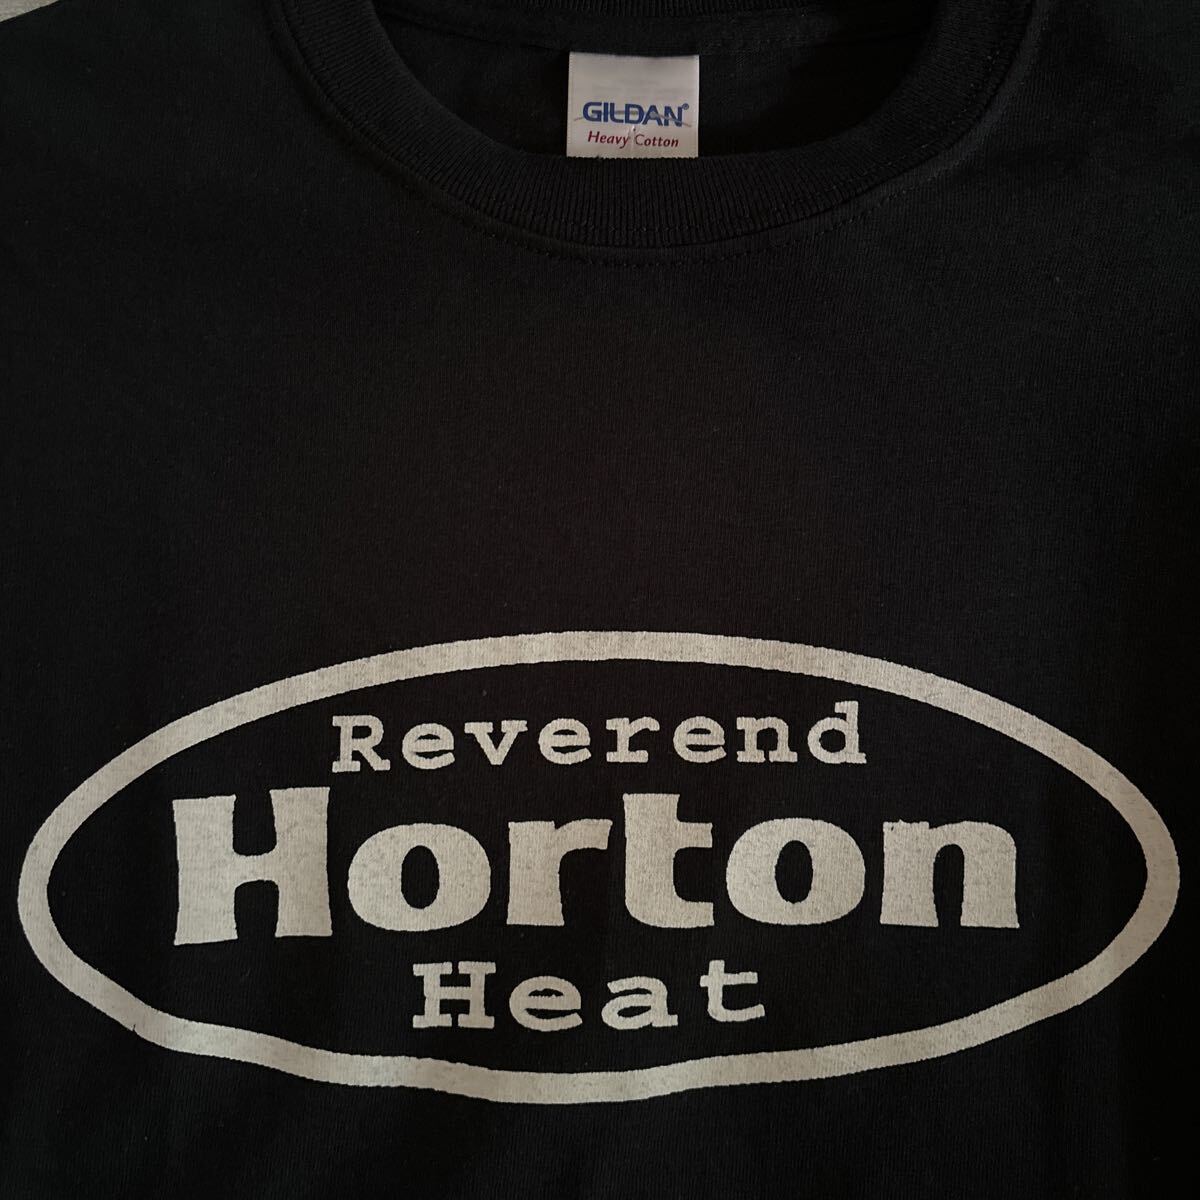 GILDAN®
Heavy Cotton
Reverend
Horton
Heat